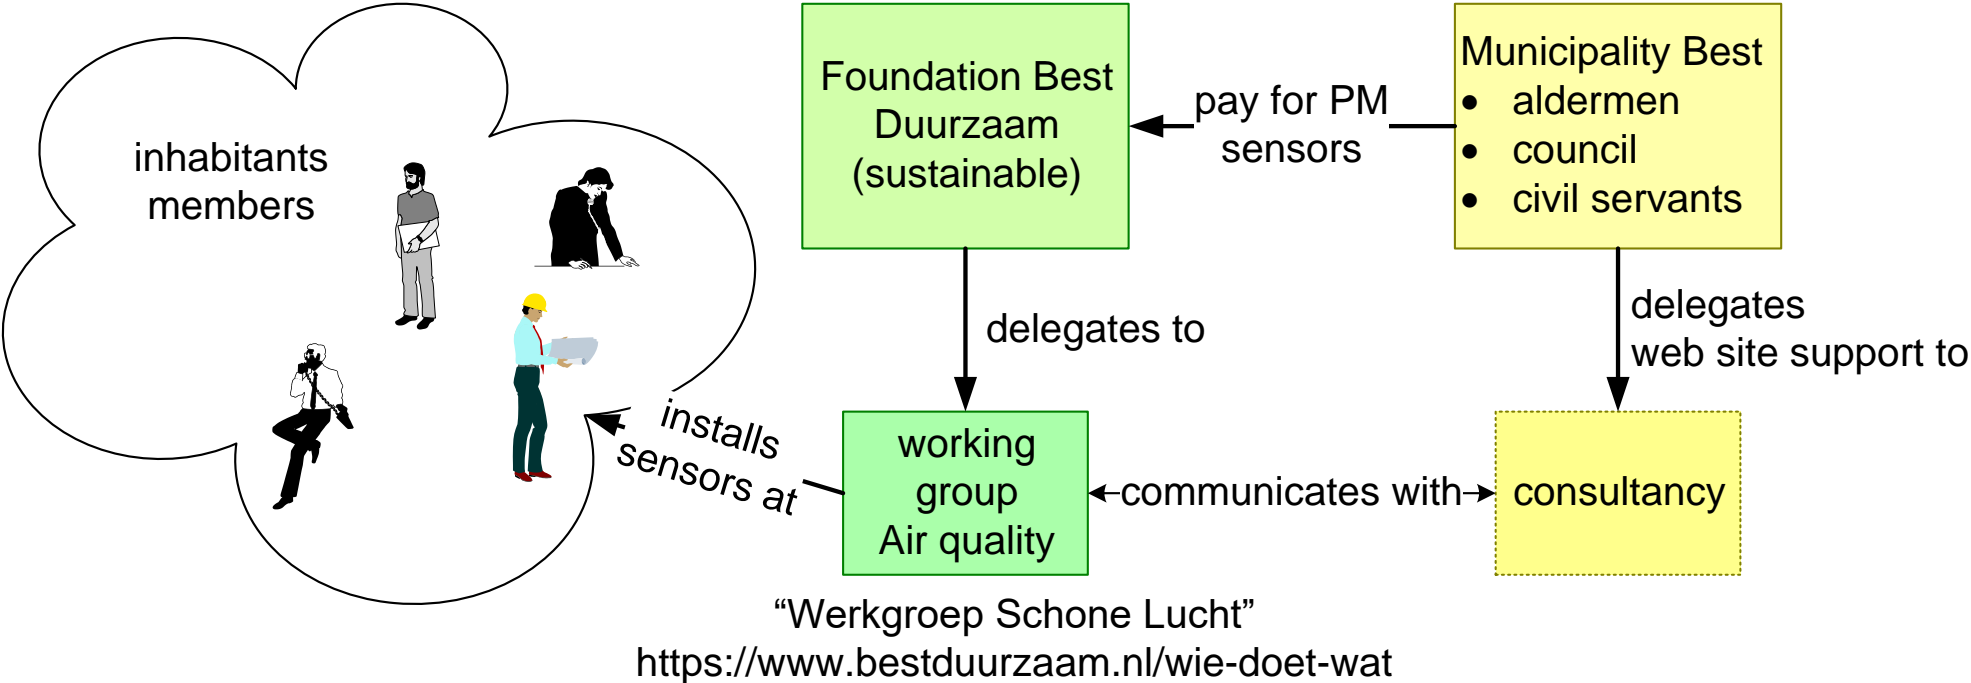 inhabitants
members
Foundation Best
Duurzaam
(sustainable)
pay for PM
sensors
Municipality Best
• aldermen
• council
• civil servants
delegates to
delegates
web site support to
installs
sensors at
working
group
Air quality
communicates with
consultancy
“Werkgroep Schone Lucht”
https://www.bestduurzaam.nl/wie-doet-wat